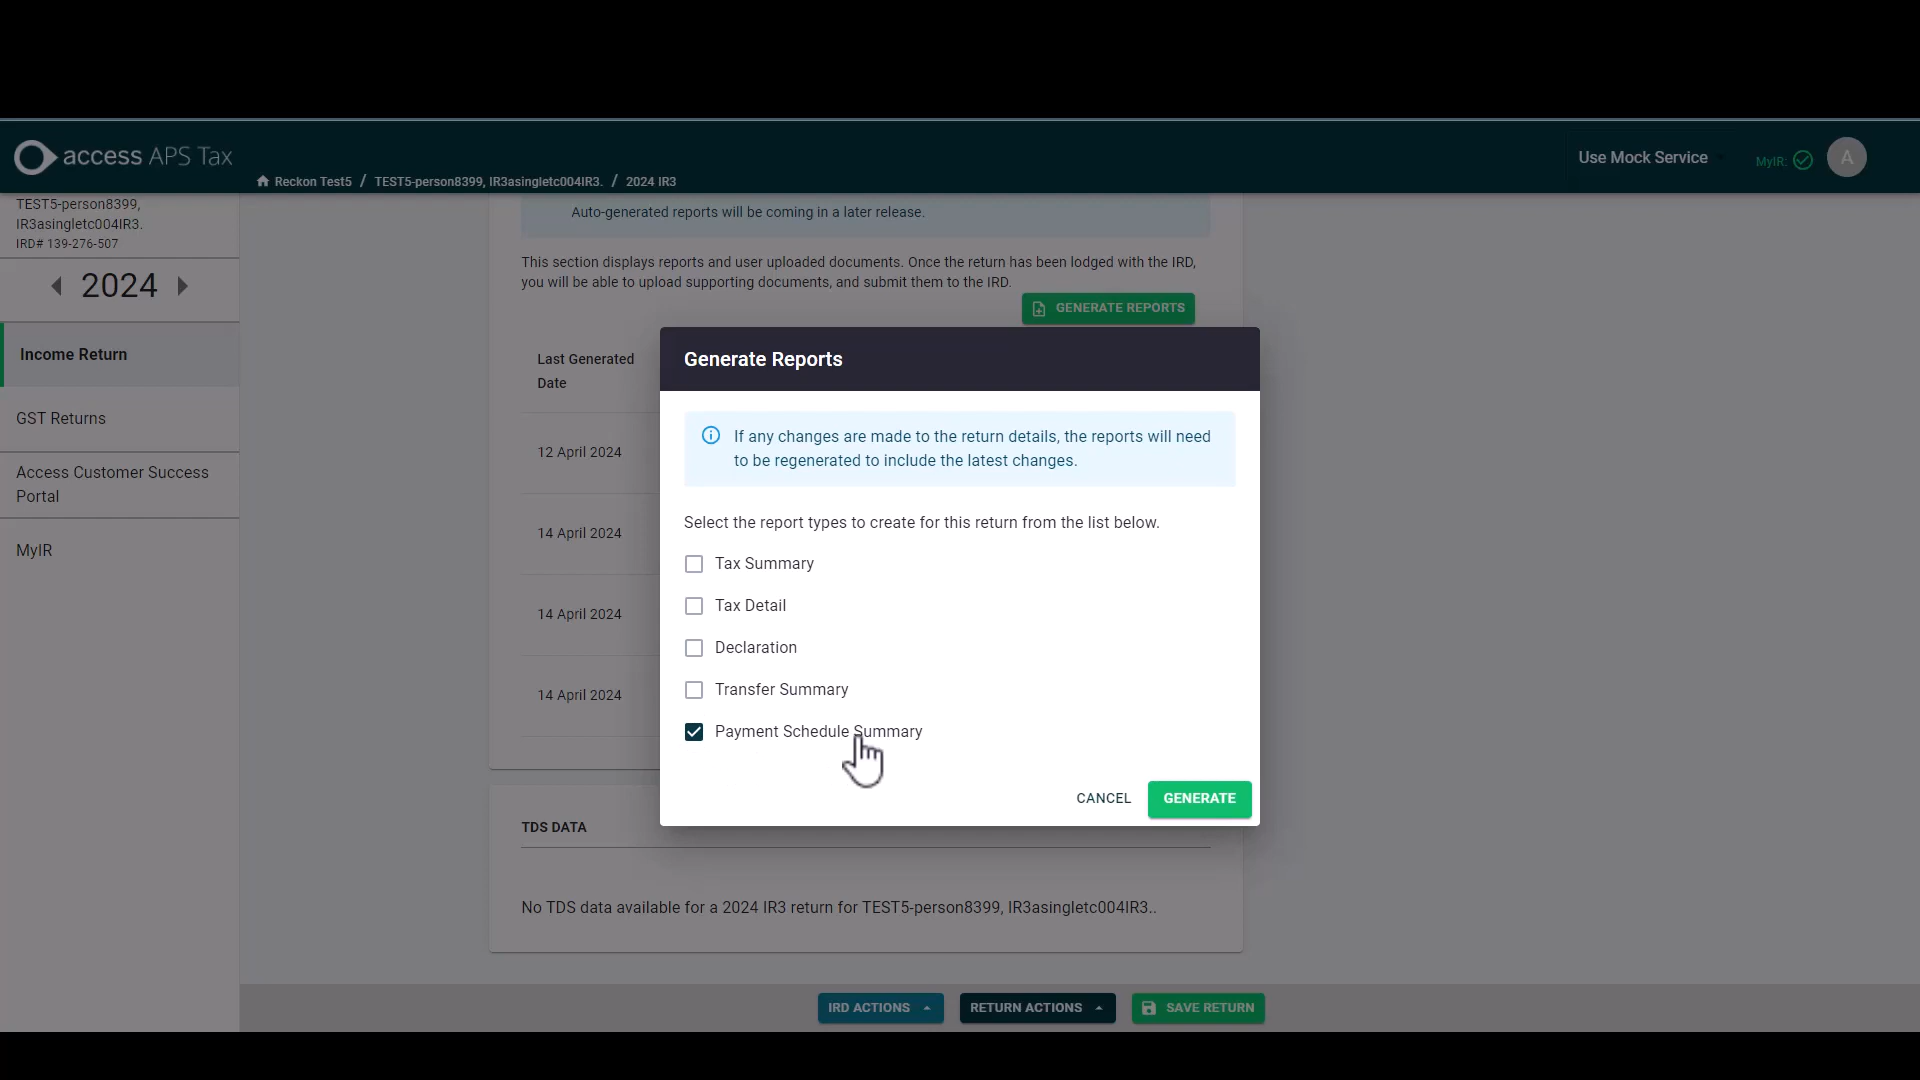 access APS Tax
Reckon Test5 / TEST5-person8399, IR3asingletc004IR3. / 2024 IR3
Use Mock Service
MyIR:
A
TEST5-person8399,
IR3asingletc004IR3.
IRD# 139-276-507
2024
Income Return
GST Returns
Access Customer Success
Portal
MyIR
Auto-generated reports will be coming in a later release.
This section displays reports and user uploaded documents. Once the return has been lodged with the IRD,
you will be able to upload supporting documents, and submit them to the IRD.
GENERATE REPORTS
Last Generated
Date
12 April 2024
14 April 2024
14 April 2024
14 April 2024
Generate Reports
If any changes are made to the return details, the reports will need
to be regenerated to include the latest changes.
Select the report types to create for this return from the list below.
Tax Summary
Tax Detail
Declaration
Transfer Summary
Payment Schedule Summary
CANCEL
GENERATE
TDS DATA
No TDS data available for a 2024 IR3 return for TEST5-person8399, IR3asingletc004IR3..
IRD ACTIONS
RETURN ACTIONS
SAVE RETURN